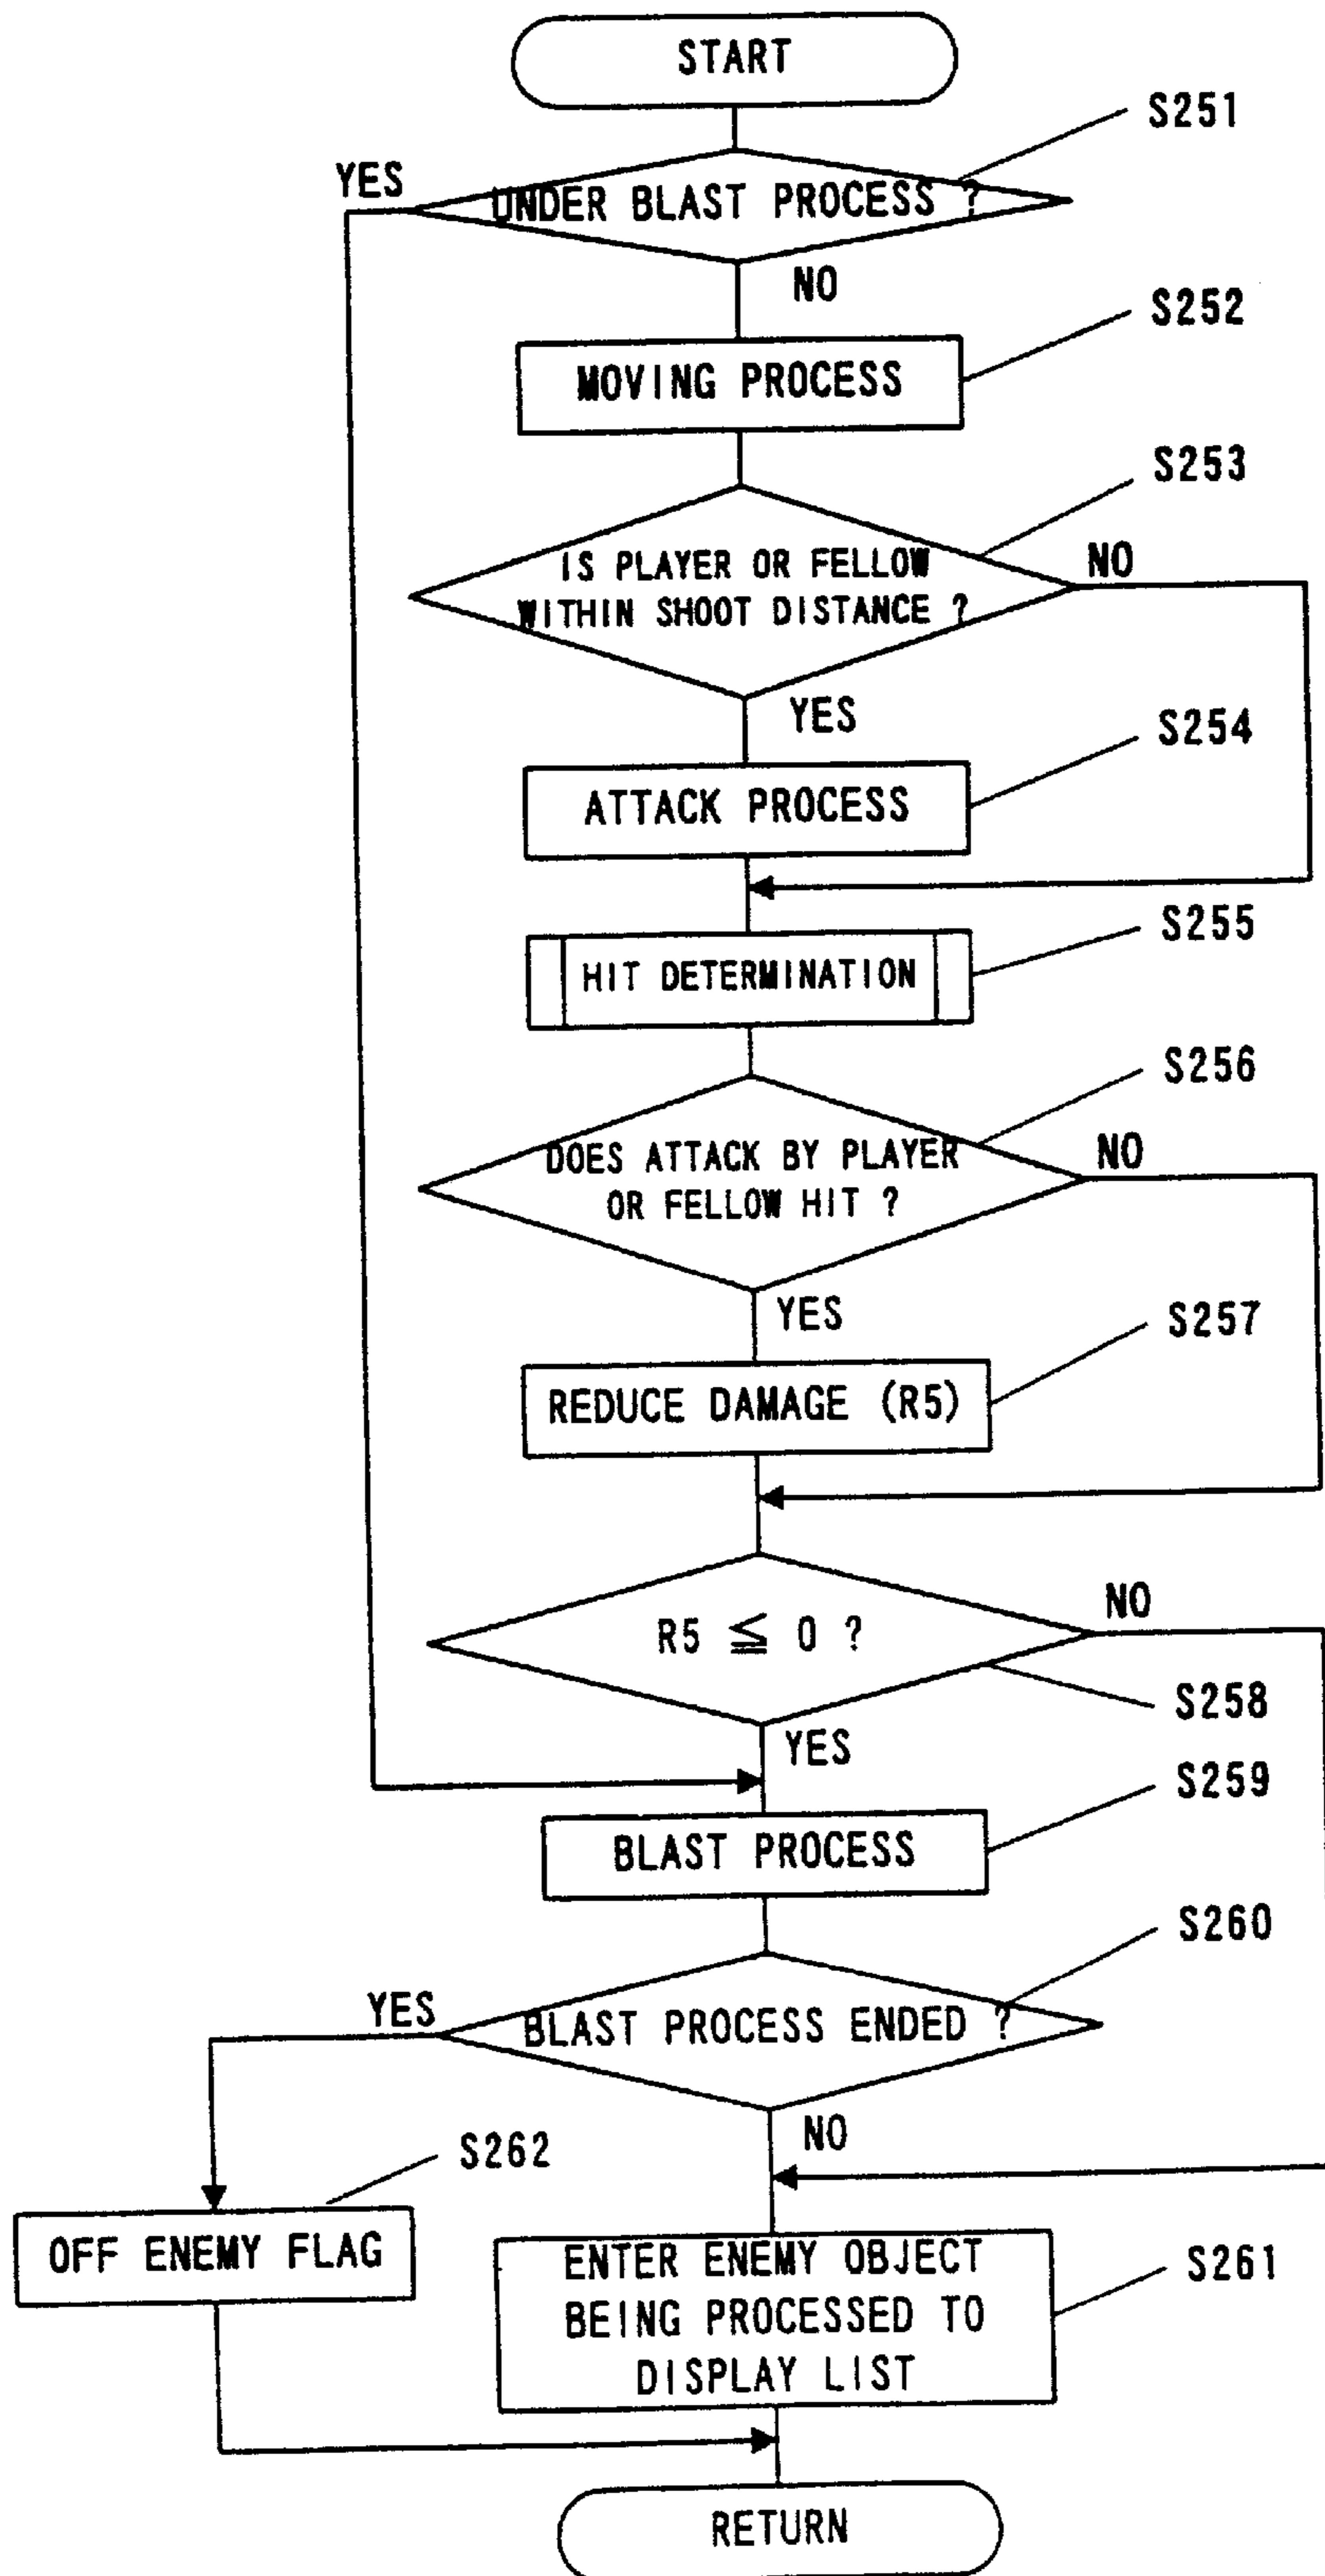 START
S251
YES
UNDER BLAST PROCESS ?
NO
S252
MOVING PROCESS
S253
IS PLAYER OR FELLOW
WITHIN SHOOT DISTANCE ?
NO
YES
S254
ATTACK PROCESS
S255
HIT DETERMINATION
S256
DOES ATTACK BY PLAYER
OR FELLOW HIT ?
NO
YES
S257
REDUCE DAMAGE (R5)
R5 ≦ 0 ?
NO
S258
YES
S259
BLAST PROCESS
S260
YES
BLAST PROCESS ENDED ?
NO
S262
OFF ENEMY FLAG
ENTER ENEMY OBJECT
BEING PROCESSED TO
DISPLAY LIST
S261
RETURN